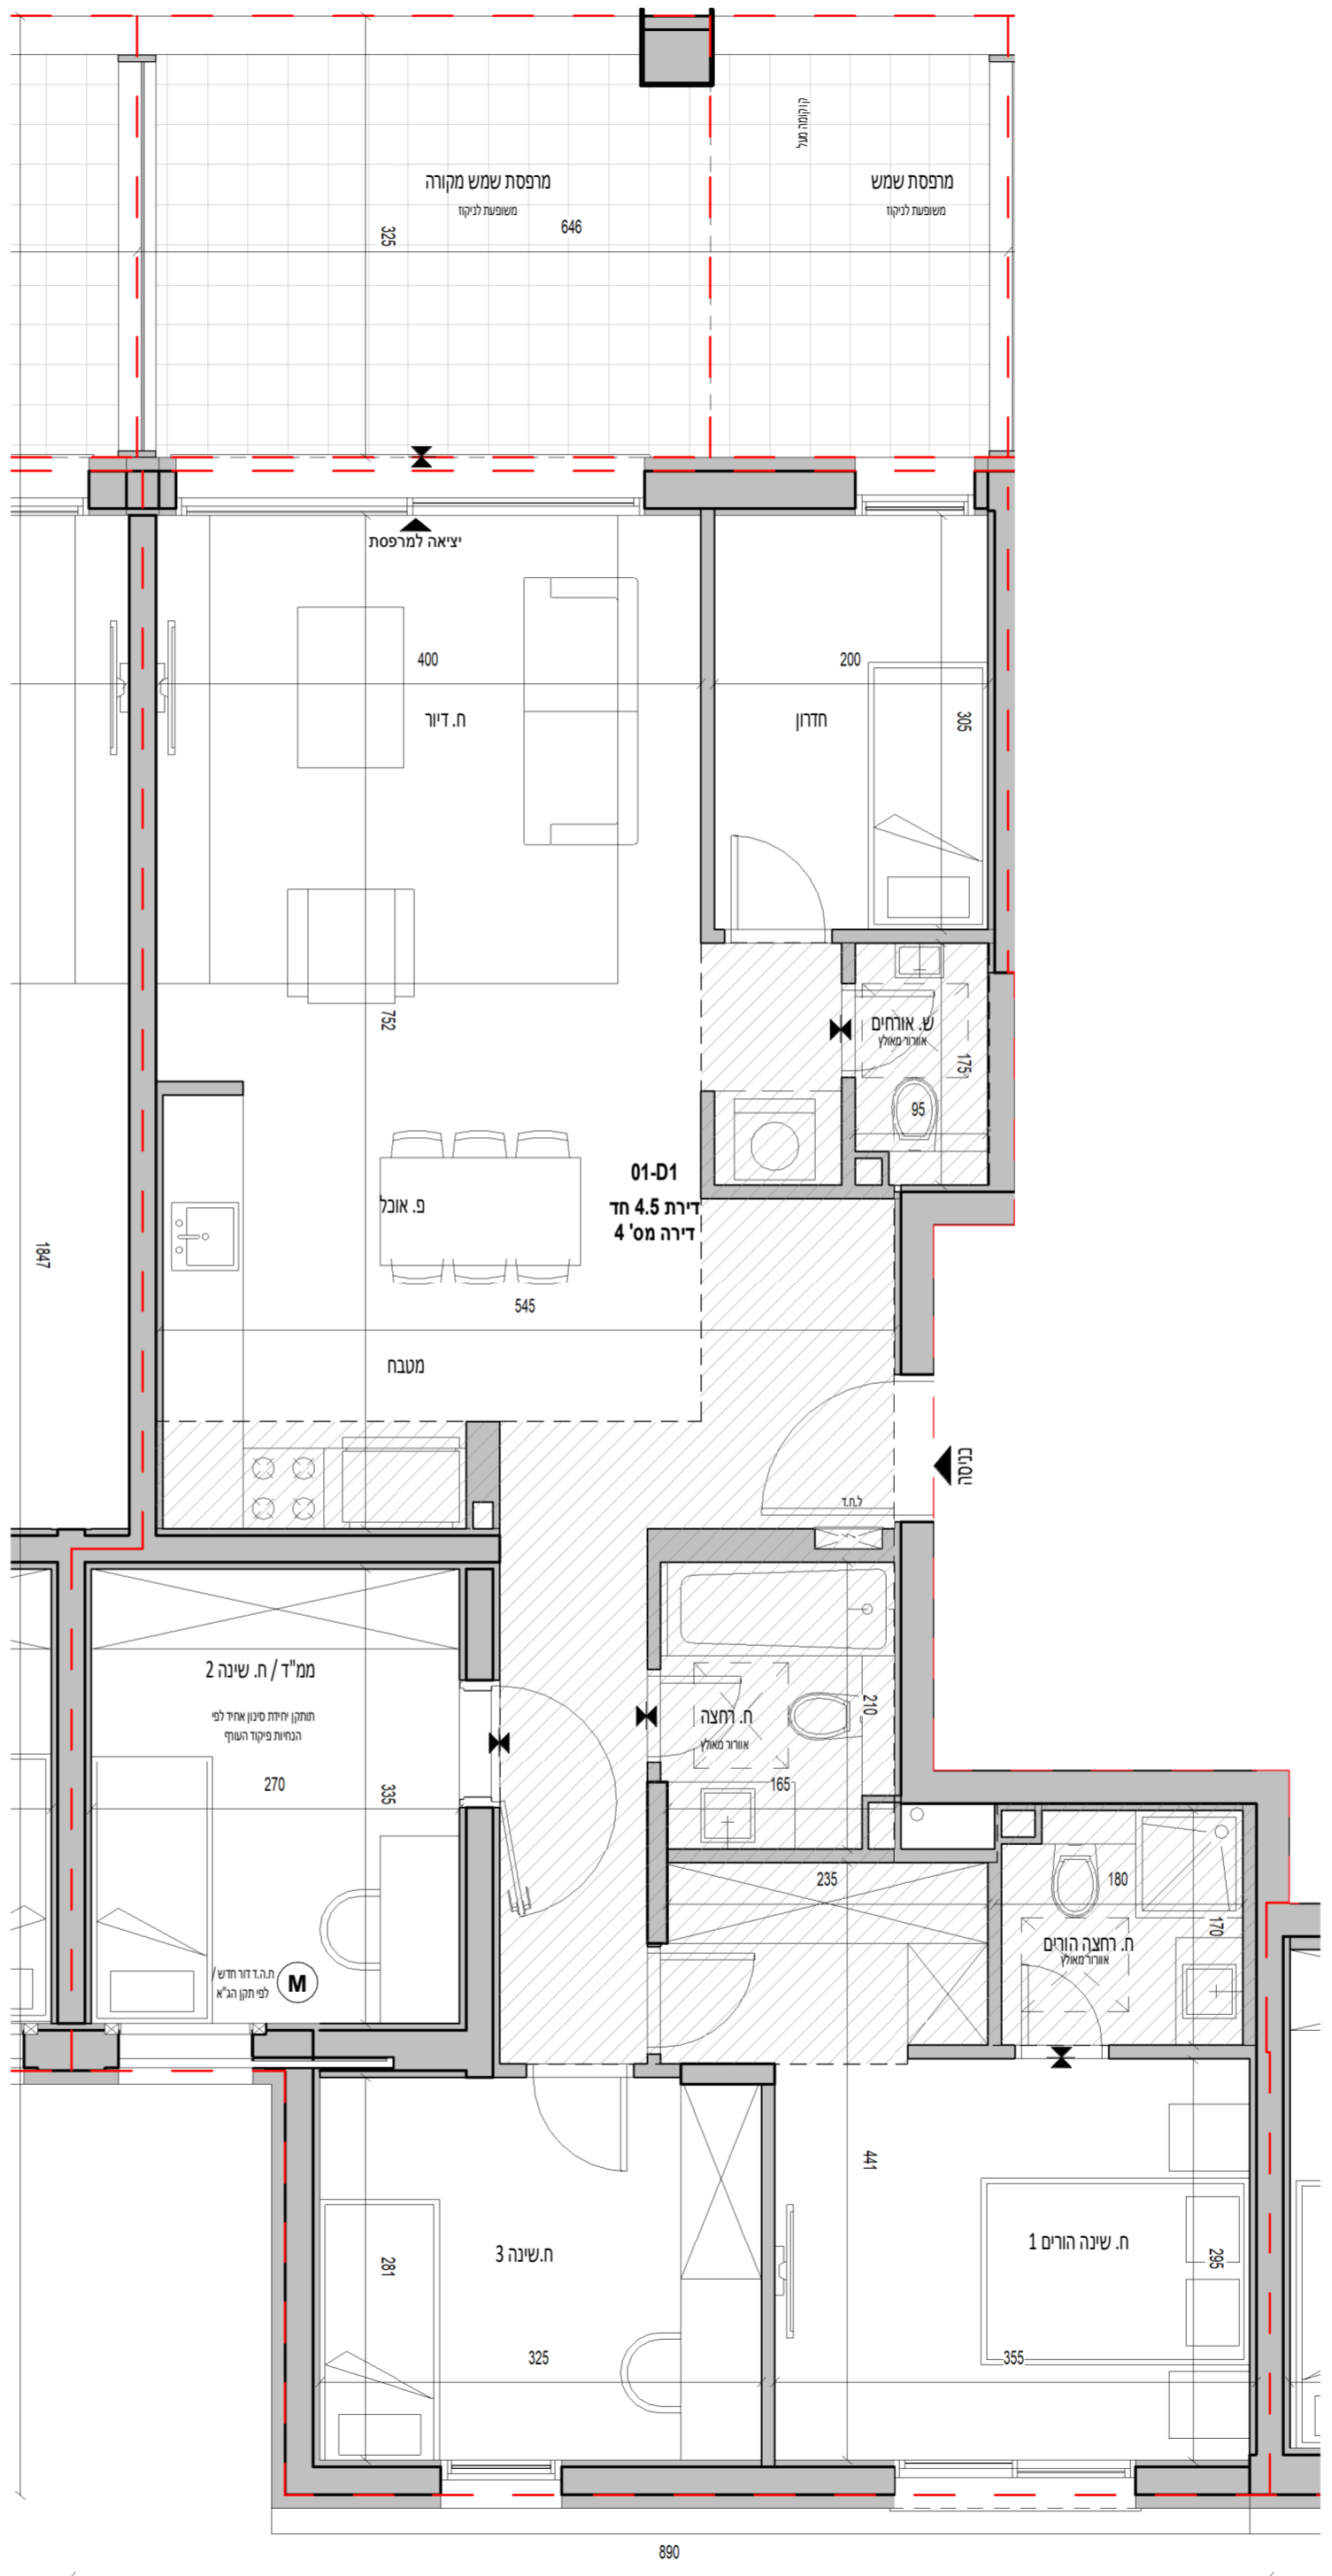 קו קומה מעל
מרפסת שמש מקורה
משופעת לניקוז
מרפסת שמש
משופעת לניקוז
646
325
יציאה למרפסת
400
200
305
ח. דיור
חדרון
752
ש. אורחים
אוורור מאולץ
175
95
01-D1
דירת 4.5 חד
דירה מס' 4
פ. אוכל
1847
545
מטבח
כניסה
ל.ח.ד
ממ"ד / ח. שינה 2
תותקן יחידת סינון אחיד לפי
הנחיות פיקוד העורף
270
335
ח. רחצה
אוורור מאולץ
210
165
235
180
170
ח. רחצה הורים
אוורור מאולץ
ת.ה.ד דור חדש /
לפי תקן הג"א
M
441
ח. שינה הורים 1
295
ח.שינה 3
281
325
355
890